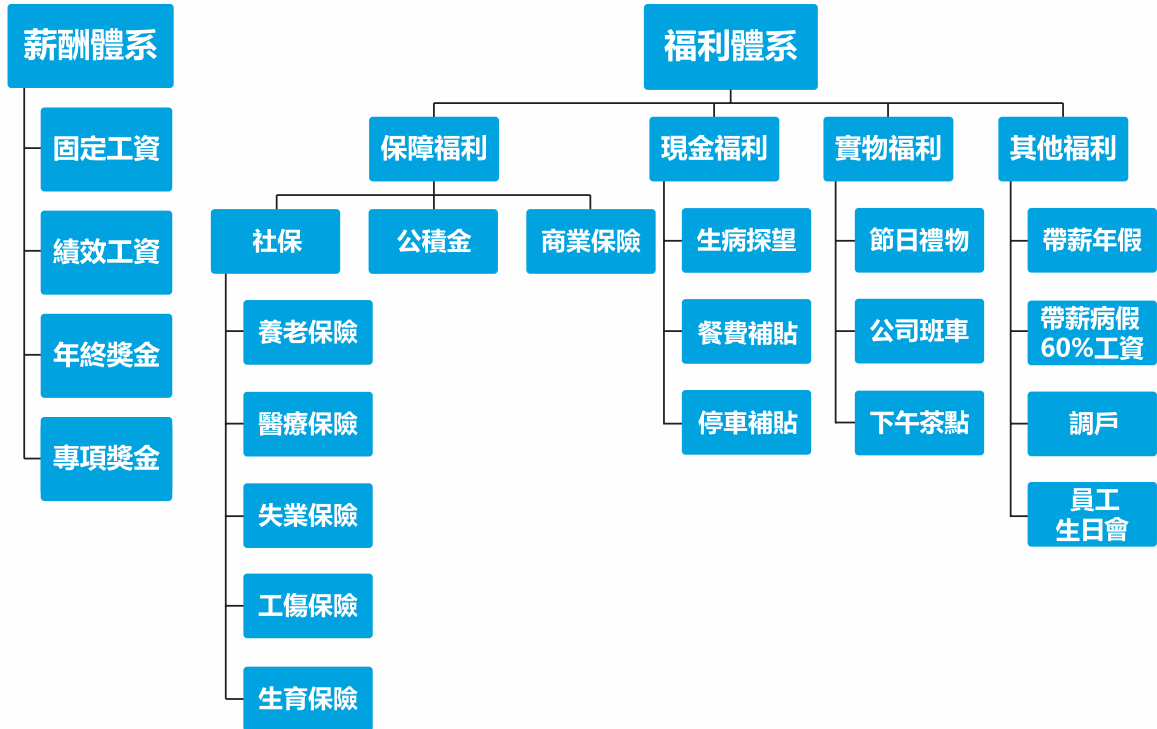 薪酬體系
固定工資
績效工資
年終獎金
專項獎金
福利體系
保障福利
社保
養老保險
醫療保險
失業保險
工傷保險
生育保險
公積金
商業保險
現金福利
生病探望
餐費補貼
停車補貼
實物福利
節日禮物
公司班車
下午茶點
其他福利
帶薪年假
帶薪病假
60%工資
調戶
員工
生日會